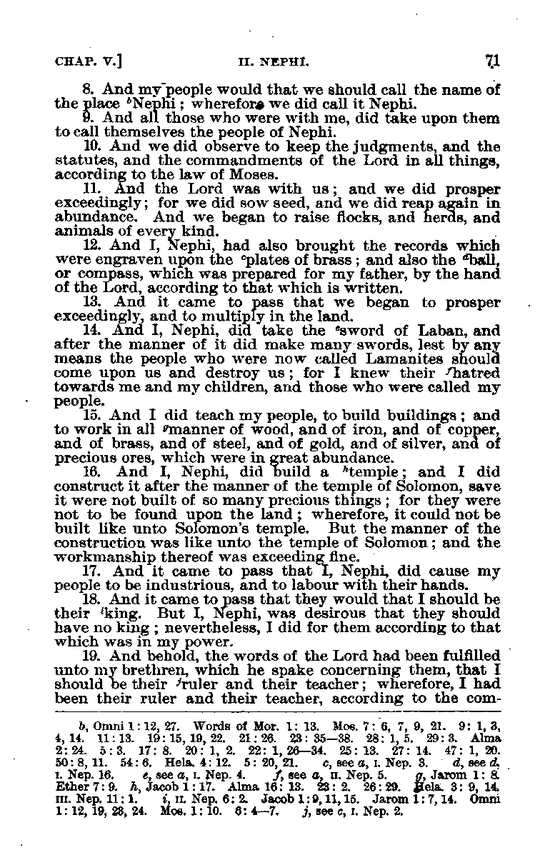 CHAP. V.] II. NEPHI. 71
8. And my people would that we should call the name of
the place ᵇNephi ; wherefore we did call it Nephi.
9. And all those who were with me, did take upon them
to call themselves the people of Nephi.
10. And we did observe to keep the judgments, and the
statutes, and the commandments of the Lord in all things,
according to the law of Moses.
11. And the Lord was with us ; and we did prosper
exceedingly ; for we did sow seed, and we did reap again in
abundance. And we began to raise flocks, and herds, and
animals of every kind.
12. And I, Nephi, had also brought the records which
were engraven upon the ᶜplates of brass ; and also the ᵈball,
or compass, which was prepared for my father, by the hand
of the Lord, according to that which is written.
13. And it came to pass that we began to prosper
exceedingly, and to multiply in the land.
14. And I, Nephi, did take the ᵉsword of Laban, and
after the manner of it did make many swords, lest by any
means the people who were now called Lamanites should
come upon us and destroy us ; for I knew their ᶠhatred
towards me and my children, and those who were called my
people.
15. And I did teach my people, to build buildings ; and
to work in all ᵍmanner of wood, and of iron, and of copper,
and of brass, and of steel, and of gold, and of silver, and of
precious ores, which were in great abundance.
16. And I, Nephi, did build a ʰtemple ; and I did
construct it after the manner of the temple of Solomon, save
it were not built of so many precious things ; for they were
not to be found upon the land ; wherefore, it could not be
built like unto Solomon's temple. But the manner of the
construction was like unto the temple of Solomon ; and the
workmanship thereof was exceeding fine.
17. And it came to pass that I, Nephi, did cause my
people to be industrious, and to labour with their hands.
18. And it came to pass that they would that I should be
their ⁱking. But I, Nephi, was desirous that they should
have no king ; nevertheless, I did for them according to that
which was in my power.
19. And behold, the words of the Lord had been fulfilled
unto my brethren, which he spake concerning them, that I
should be their ʲruler and their teacher ; wherefore, I had
been their ruler and their teacher, according to the com-
b, Omni 1 : 12, 27. Words of Mor. 1 : 13. Mos. 7 : 6, 7, 9, 21. 9 : 1, 3,
4, 14. 11 : 13. 19 : 15, 19, 22. 21 : 26. 23 : 35—38. 28 : 1, 5. 29 : 3. Alma
2 : 24. 5 : 3. 17 : 8. 20 : 1, 2. 22 : 1, 26—34. 25 : 13. 27 : 14. 47 : 1, 20.
50 : 8, 11. 54 : 6. Hela. 4 : 12. 5 : 20, 21. c, see a, I. Nep. 3. d, see d,
I. Nep. 16. e, see a, I. Nep. 4. f, see a, II. Nep. 5. g, Jarom 1 : 8.
Ether 7 : 9. h, Jacob 1 : 17. Alma 16 : 13. 23 : 2. 26 : 29. Hela. 3 : 9, 14.
III. Nep. 11 : 1. i, II. Nep. 6 : 2. Jacob 1 : 9, 11, 15. Jarom 1 : 7, 14. Omni
1 : 12, 19, 23, 24. Mos. 1 : 10. 6 : 4—7. j, see c, I. Nep. 2.